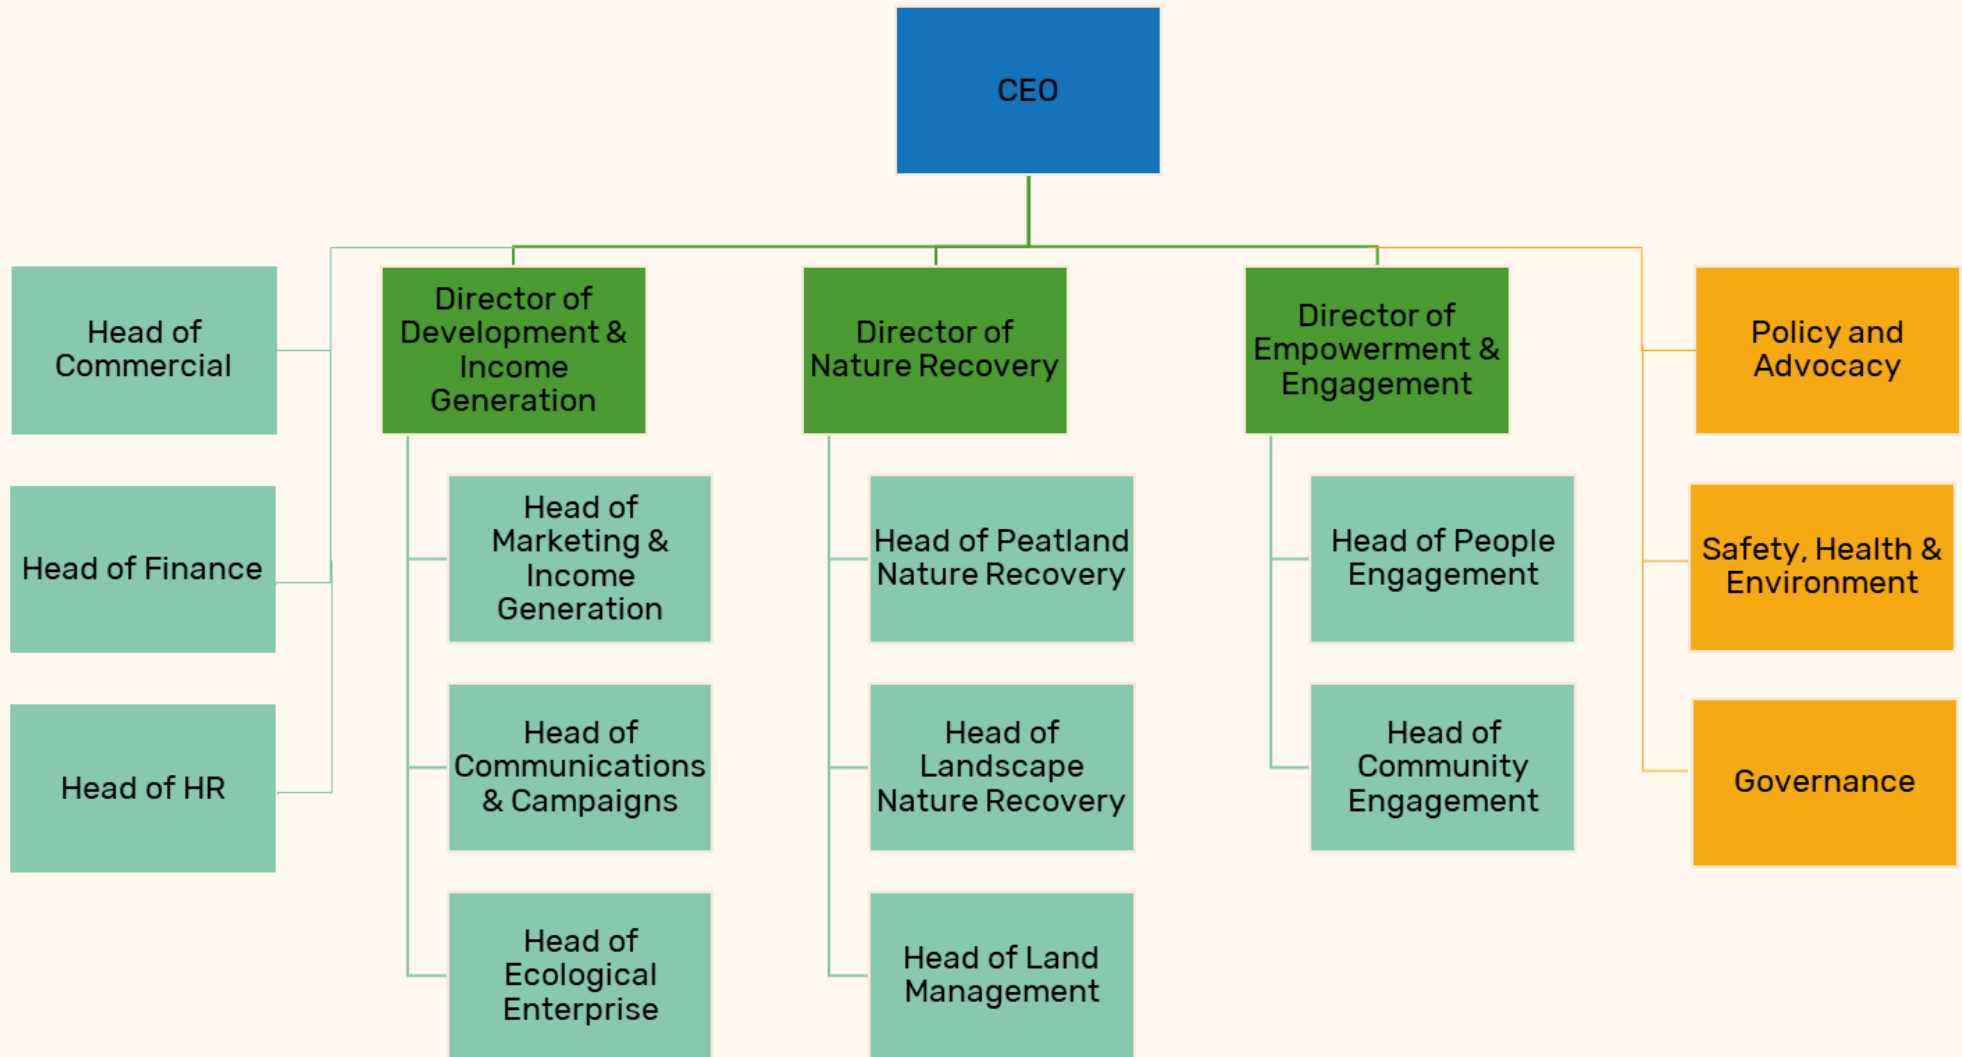 CEO
Head of
Commercial
Director of
Development &
Income
Generation
Director of
Nature Recovery
Director of
Empowerment &
Engagement
Policy and
Advocacy
Head of Finance
Head of
Marketing &
Income
Generation
Head of Peatland
Nature Recovery
Head of People
Engagement
Safety, Health &
Environment
Head of HR
Head of
Communications
& Campaigns
Head of
Landscape
Nature Recovery
Head of
Community
Engagement
Governance
Head of
Ecological
Enterprise
Head of Land
Management